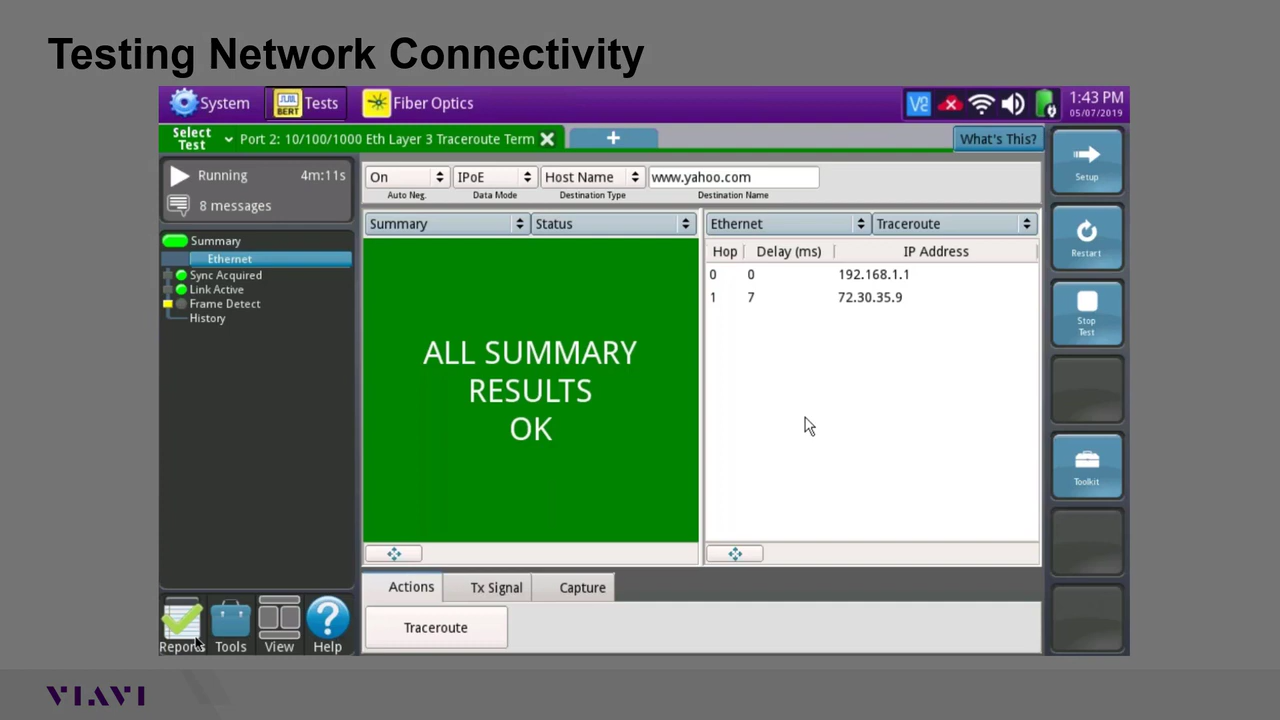 Testing Network Connectivity
System
BERT
Tests
Fiber Optics
1:43 PM
05/07/2019
Select
Test
Port 2: 10/100/1000 Eth Layer 3 Traceroute Term
+
What's This?
Running 4m:11s
8 messages
On IPoE Host Name www.yahoo.com
Auto Neg. Data Mode Destination Type Destination Name
Summary Status Ethernet Traceroute
Summary
Ethernet
Sync Acquired
Link Active
Frame Detect
History
ALL SUMMARY
RESULTS
OK
Hop Delay (ms) IP Address
0 0 192.168.1.1
1 7 72.30.35.9
Setup
Restart
Stop
Test
Toolkit
Actions Tx Signal Capture
Traceroute
Reports Tools View Help
VIAVI